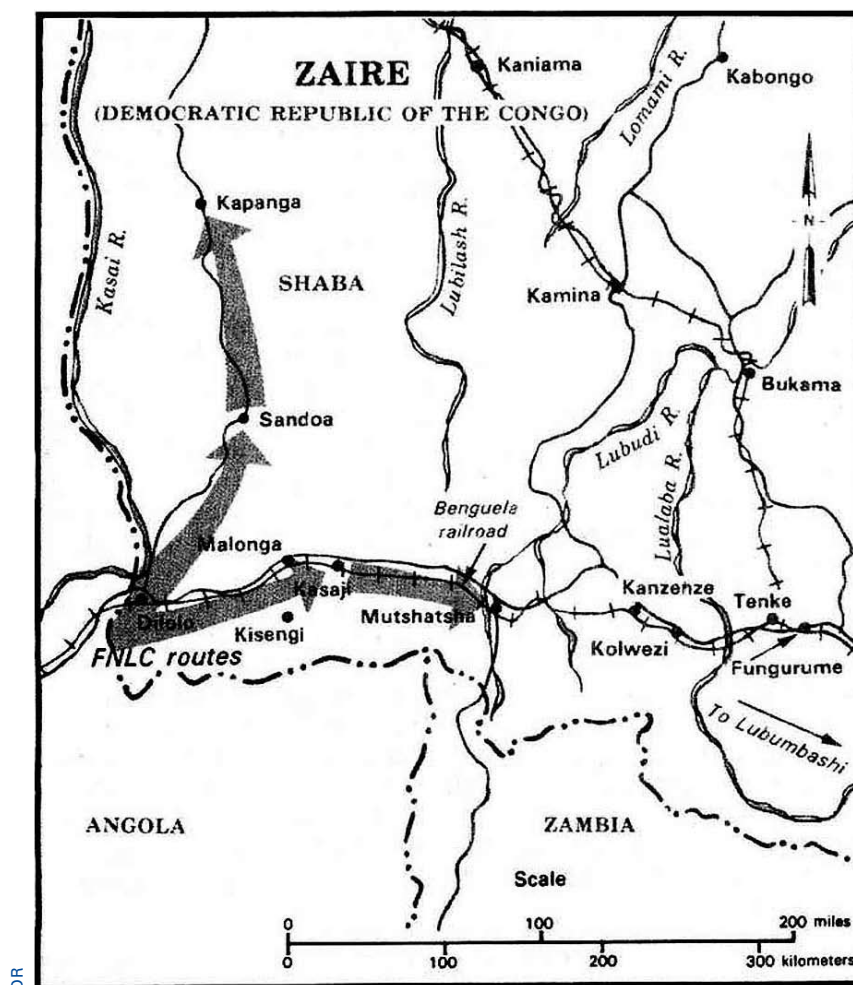 ZAIRE
(DEMOCRATIC REPUBLIC OF THE CONGO)
Kaniama
Kabongo
Lomami R.
Kapanga
Kasai R.
SHABA
Lubilash R.
N
Kamina
Bukama
Sandoa
Lubudi R.
Lualaba R.
Benguela
railroad
Malonga
Kasaji
Dilolo
Kisengi
Mutshatsha
Kanzenze
Tenke
Kolwezi
Fungurume
FNLC routes
To Lubumbashi
ANGOLA
ZAMBIA
Scale
0 100 200 miles
0 100 200 300 kilometers